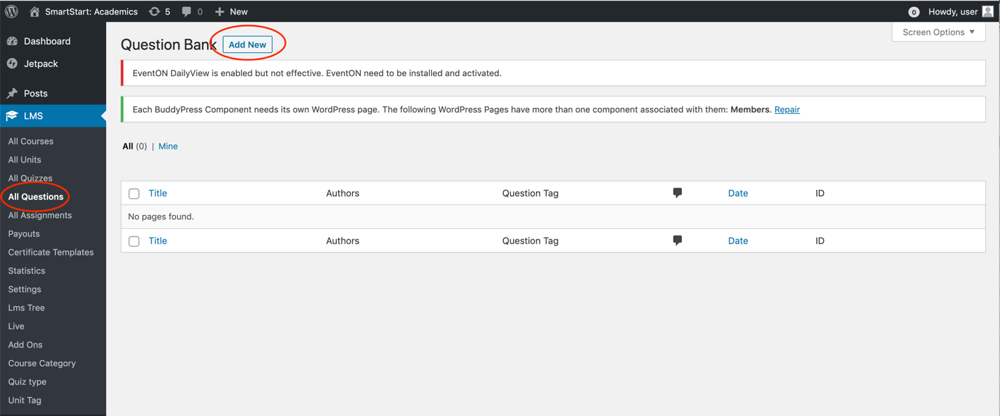 SmartStart: Academics 5 0 New 0 Howdy, user
Screen Options ▼
Dashboard
Jetpack
Posts
LMS
All Courses
All Units
All Quizzes
All Questions
All Assignments
Payouts
Certificate Templates
Statistics
Settings
Lms Tree
Live
Add Ons
Course Category
Quiz type
Unit Tag
Question Bank Add New
EventON DailyView is enabled but not effective. EventON need to be installed and activated.
Each BuddyPress Component needs its own WordPress page. The following WordPress Pages have more than one component associated with them: Members. Repair
All (0) | Mine
Title Authors Question Tag Date ID
No pages found.
Title Authors Question Tag Date ID